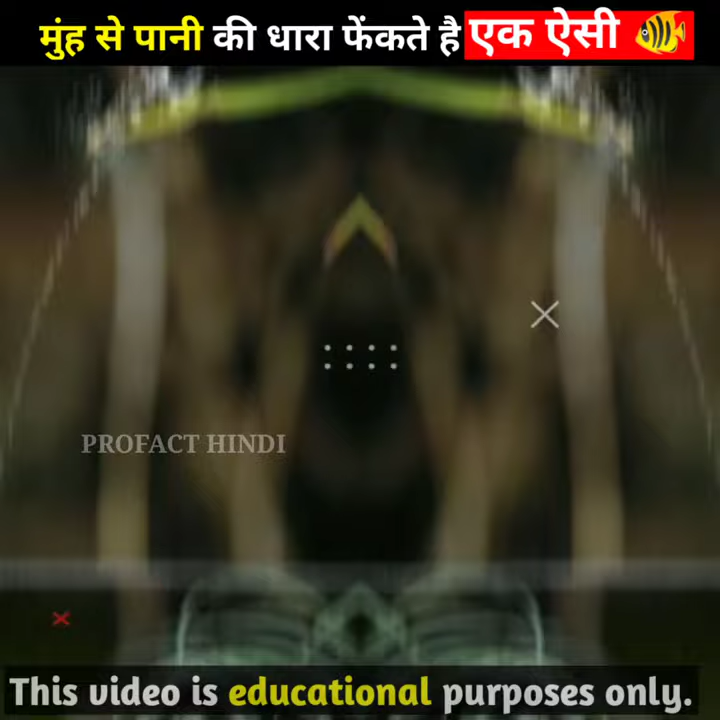 मुंह से पानी की धारा फेंकते है एक ऐसी 🐠
PROFACT HINDI
This video is educational purposes only.